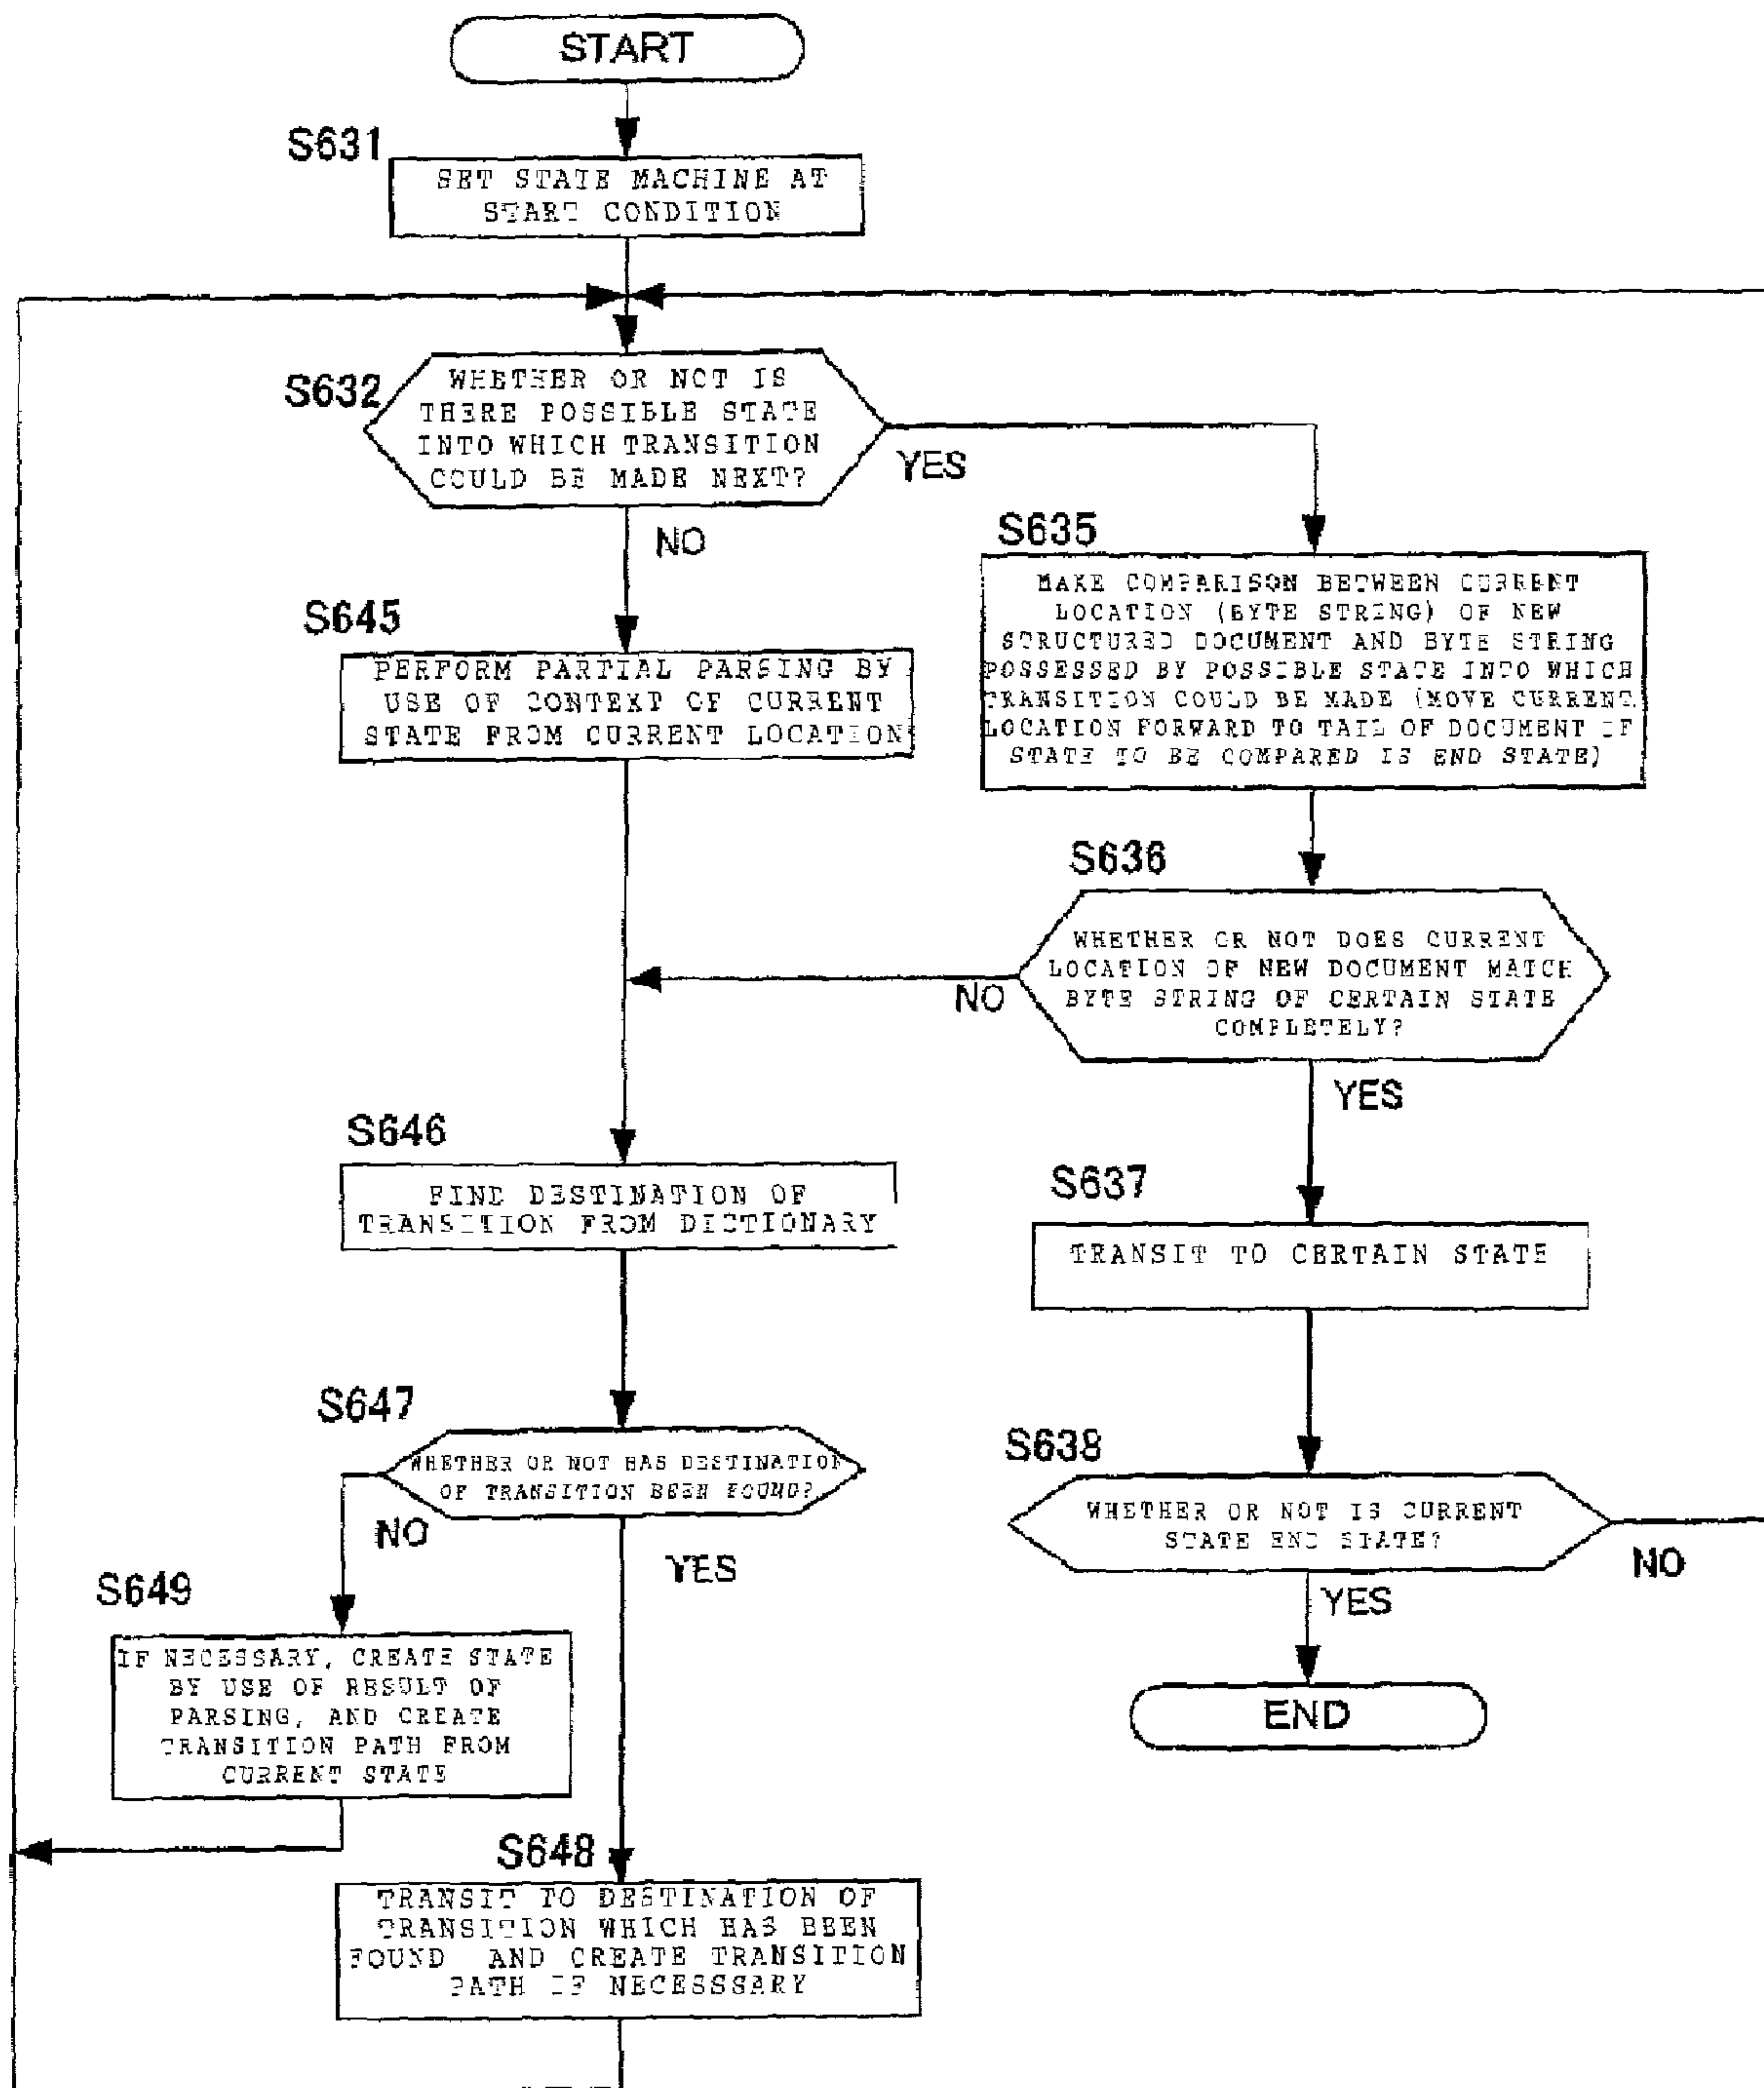 START
S631
SET STATE MACHINE AT
START CONDITION
S632
WHETHER OR NOT IS
THERE POSSIBLE STATE
INTO WHICH TRANSITION
COULD BE MADE NEXT?
YES
NO
S635
MAKE COMPARISON BETWEEN CURRENT
LOCATION (BYTE STRING) OF NEW
STRUCTURED DOCUMENT AND BYTE STRING
POSSESSED BY POSSIBLE STATE INTO WHICH
TRANSITION COULD BE MADE (MOVE CURRENT
LOCATION FORWARD TO TAIL OF DOCUMENT IF
STATE TO BE COMPARED IS END STATE)
S645
PERFORM PARTIAL PARSING BY
USE OF CONTEXT OF CURRENT
STATE FROM CURRENT LOCATION
S636
WHETHER OR NOT DOES CURRENT
LOCATION OF NEW DOCUMENT MATCH
BYTE STRING OF CERTAIN STATE
COMPLETELY?
NO
YES
S646
FIND DESTINATION OF
TRANSITION FROM DICTIONARY
S637
TRANSIT TO CERTAIN STATE
S647
WHETHER OR NOT HAS DESTINATION
OF TRANSITION BEEN FOUND?
NO
YES
S638
WHETHER OR NOT IS CURRENT
STATE END STATE?
NO
YES
S649
IF NECESSARY, CREATE STATE
BY USE OF RESULT OF
PARSING, AND CREATE
TRANSITION PATH FROM
CURRENT STATE
END
S648
TRANSIT TO DESTINATION OF
TRANSITION WHICH HAS BEEN
FOUND AND CREATE TRANSITION
PATH IF NECESSSARY